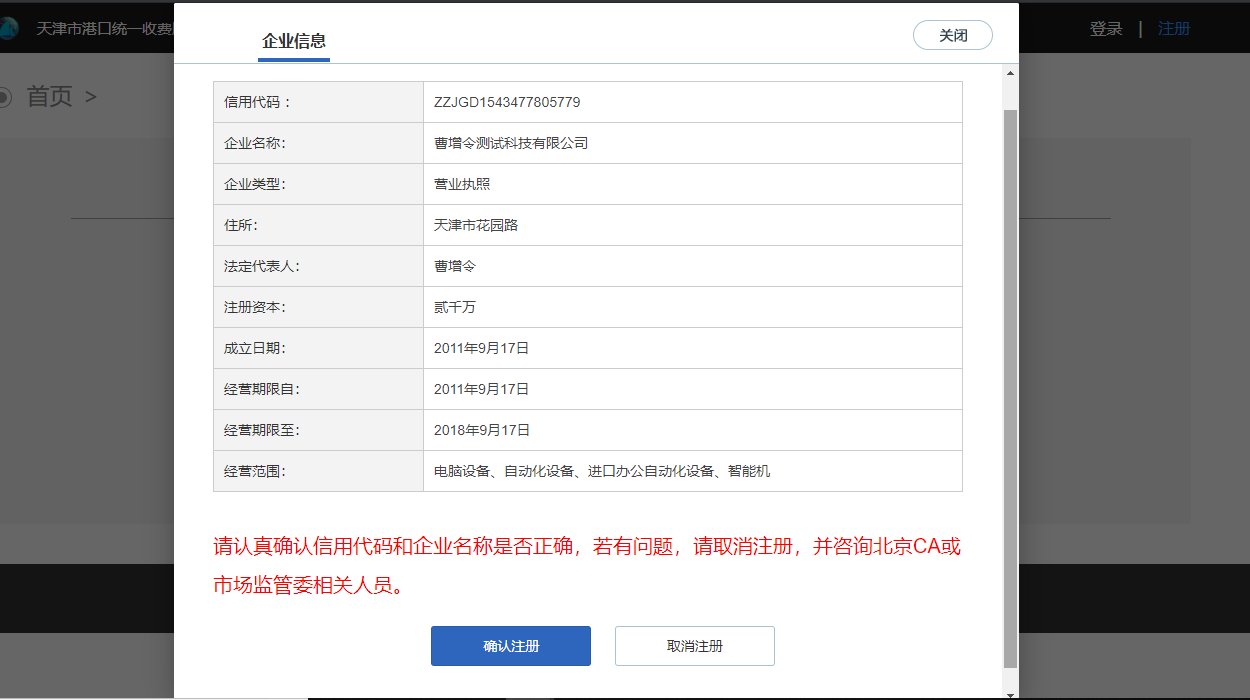 天津市港口统一收费
登录 | 注册
首页 >
企业信息
关闭
信用代码: ZZJGD1543477805779
企业名称: 曹增令测试科技有限公司
企业类型: 营业执照
住所: 天津市花园路
法定代表人: 曹增令
注册资本: 贰千万
成立日期: 2011年9月17日
经营期限自: 2011年9月17日
经营期限至: 2018年9月17日
经营范围: 电脑设备、自动化设备、进口办公自动化设备、智能机
请认真确认信用代码和企业名称是否正确，若有问题，请取消注册，并咨询北京CA或
市场监管委相关人员。
确认注册 取消注册